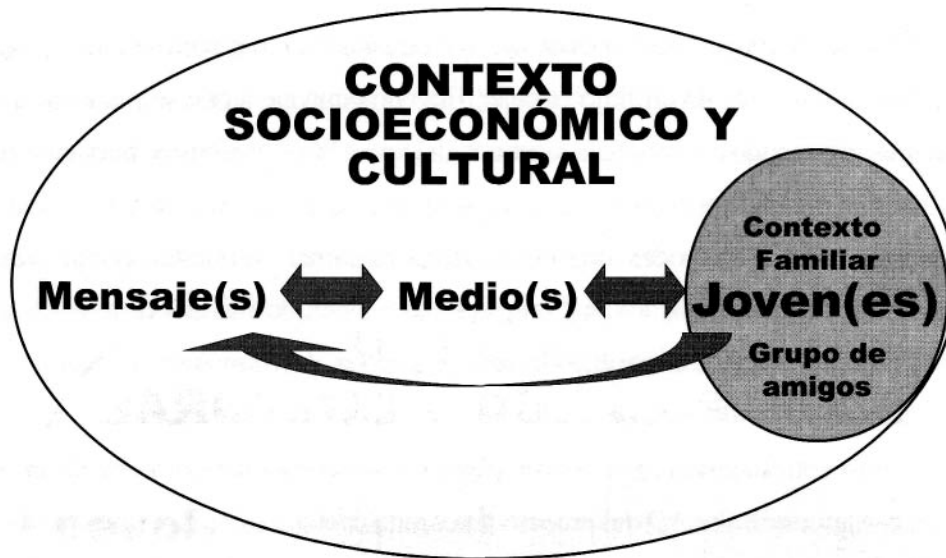 CONTEXTO
SOCIOECONÓMICO Y
CULTURAL
Mensaje(s)
Medio(s)
Contexto
Familiar
Joven(es)
Grupo de
amigos